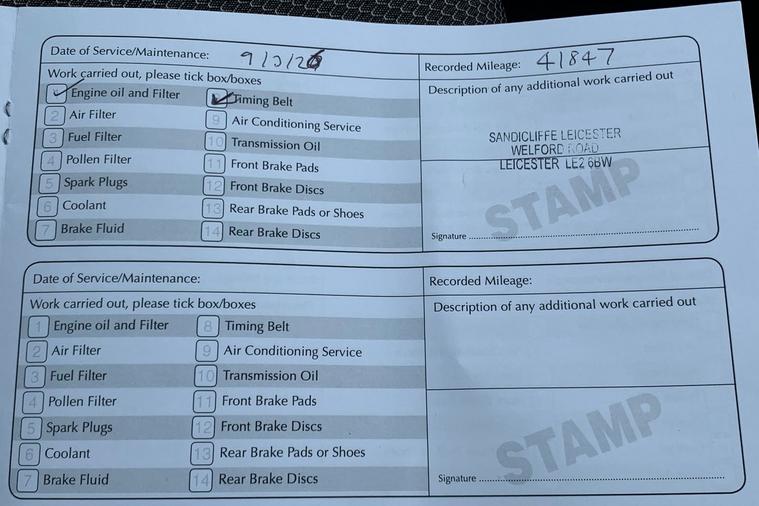 Date of Service/Maintenance:
Recorded Mileage: 41847
Work carried out, please tick box/boxes
Description of any additional work carried out
Engine oil and Filter
2 Air Filter
3 Fuel Filter
4 Pollen Filter
5 Spark Plugs
6 Coolant
7 Brake Fluid
Timing Belt
9 Air Conditioning Service
10 Transmission Oil
11 Front Brake Pads
12 Front Brake Discs
13 Rear Brake Pads or Shoes
14 Rear Brake Discs
SANDICLIFFE LEICESTER
WELFORD ROAD
LEICESTER LE2 6BW
STAMP
Signature
Date of Service/Maintenance:
Recorded Mileage:
Work carried out, please tick box/boxes
Description of any additional work carried out
1 Engine oil and Filter
2 Air Filter
3 Fuel Filter
4 Pollen Filter
5 Spark Plugs
6 Coolant
7 Brake Fluid
8 Timing Belt
9 Air Conditioning Service
10 Transmission Oil
11 Front Brake Pads
12 Front Brake Discs
13 Rear Brake Pads or Shoes
14 Rear Brake Discs
STAMP
Signature